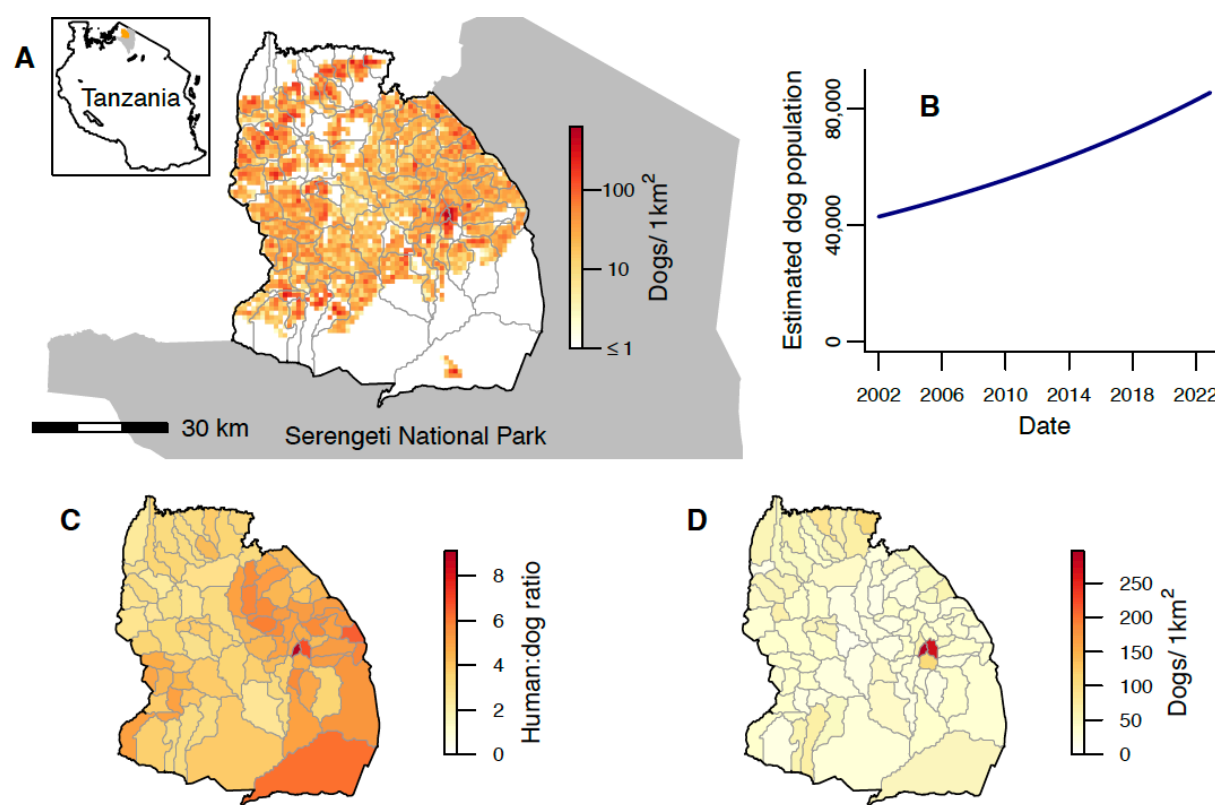 A
Tanzania
100
10
≤ 1
Dogs/ 1km²
30 km
Serengeti National Park
B
80,000
40,000
0
Estimated dog population
2002 2006 2010 2014 2018 2022
Date
C
8
6
4
2
0
Human:dog ratio
D
250
200
150
100
50
0
Dogs/ 1km²